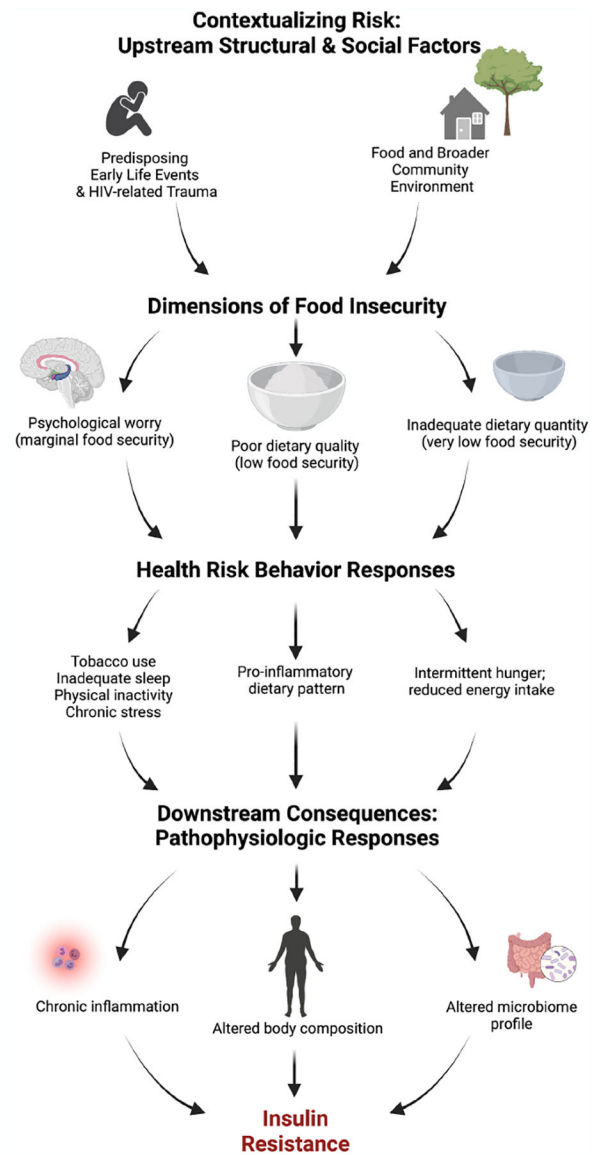 Contextualizing Risk:
Upstream Structural & Social Factors
Predisposing
Early Life Events
& HIV-related Trauma
Food and Broader
Community
Environment
Dimensions of Food Insecurity
Psychological worry
(marginal food security)
Poor dietary quality
(low food security)
Inadequate dietary quantity
(very low food security)
Health Risk Behavior Responses
Tobacco use
Inadequate sleep
Physical inactivity
Chronic stress
Pro-inflammatory
dietary pattern
Intermittent hunger;
reduced energy intake
Downstream Consequences:
Pathophysiologic Responses
Chronic inflammation
Altered body composition
Altered microbiome
profile
Insulin
Resistance